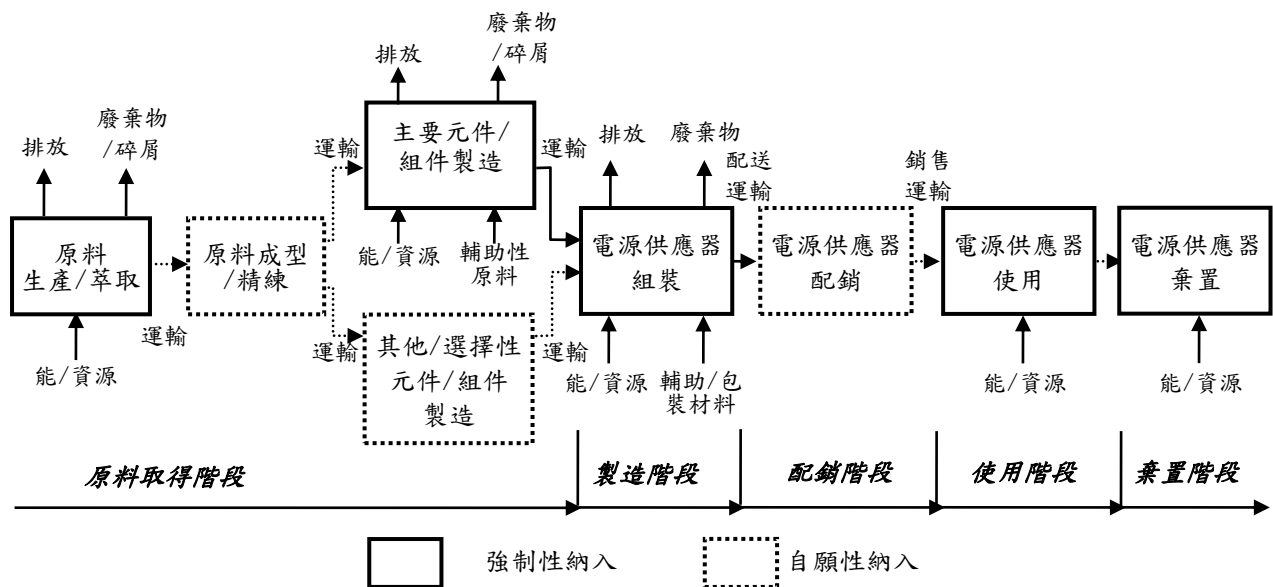 排放
廢棄物
/碎屑
原料
生產/萃取
能/資源
運輸
原料成型
/精練
運輸
運輸
排放
廢棄物
/碎屑
主要元件/
組件製造
能/資源
輔助性
原料
運輸
其他/選擇性
元件/組件
製造
運輸
排放
廢棄物
電源供應器
組裝
能/資源
輔助/包
裝材料
配送
運輸
電源供應器
配銷
銷售
運輸
電源供應器
使用
能/資源
電源供應器
棄置
能/資源
原料取得階段
製造階段
配銷階段
使用階段
棄置階段
強制性納入
自願性納入